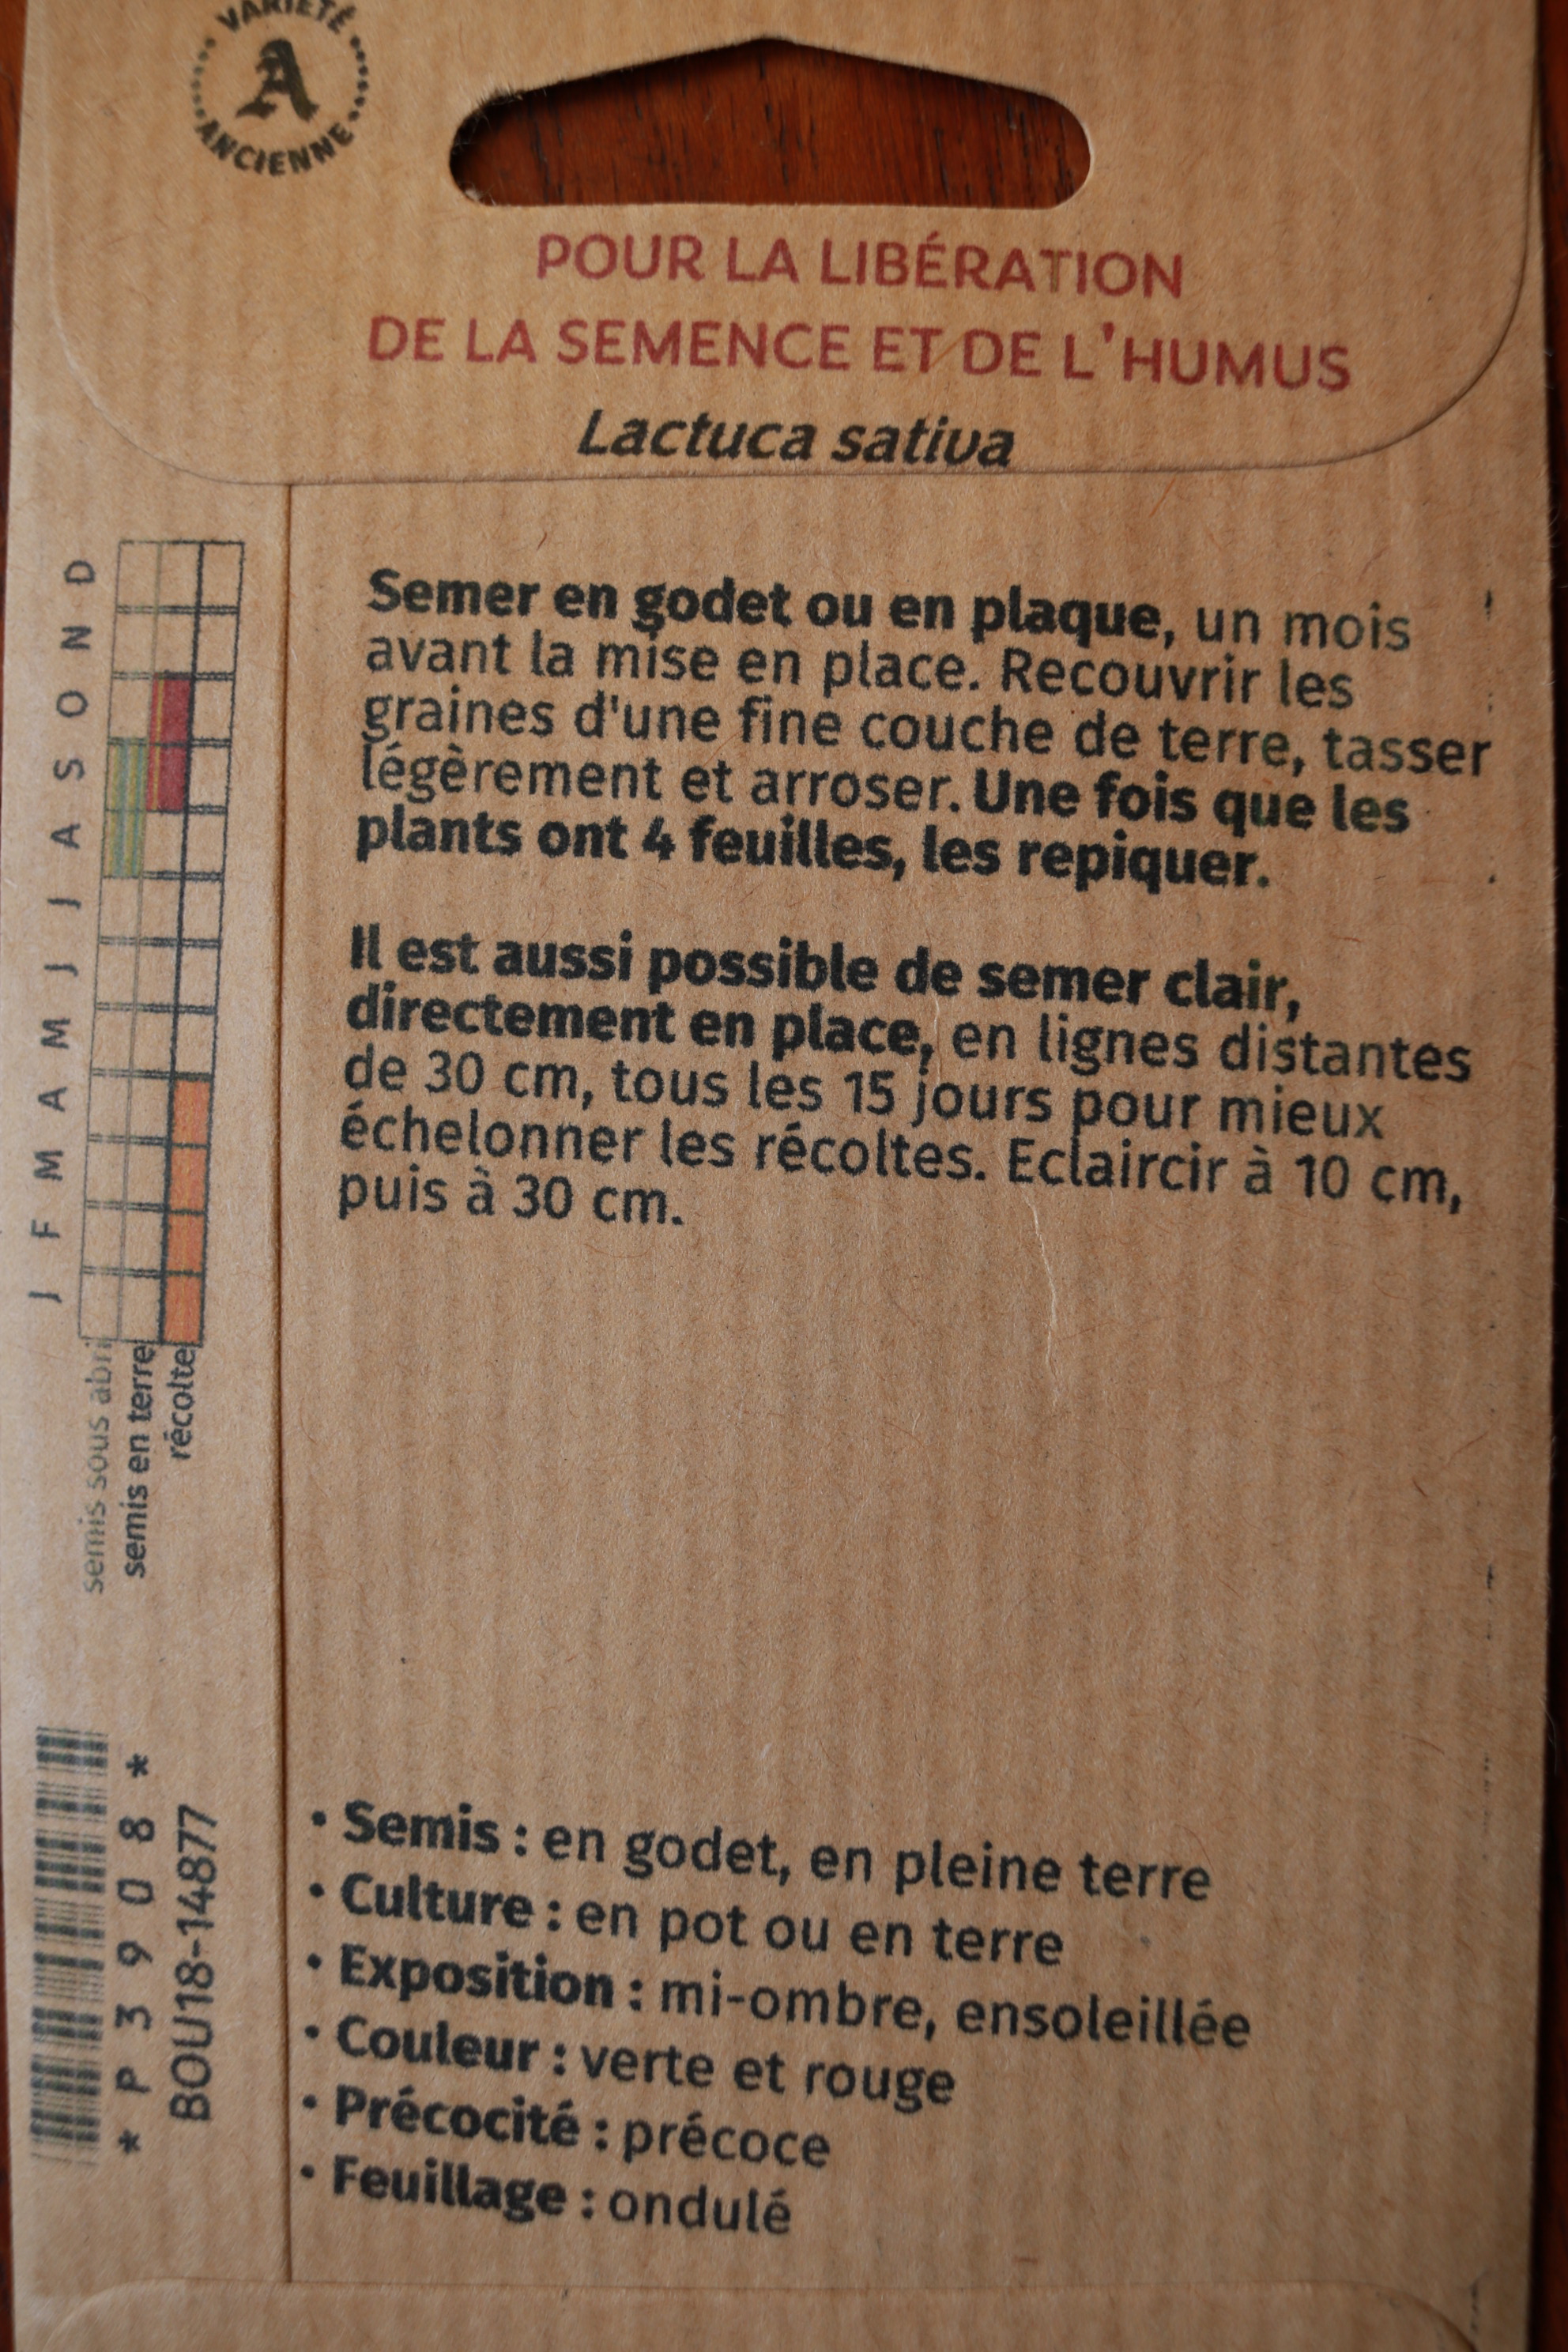 VARIÉTÉ
A
ANCIENNE
POUR LA LIBÉRATION
DE LA SEMENCE ET DE L'HUMUS
Lactuca sativa
J F M A M J J A S O N D
semis sous abri
semis en terre
récolte
Semer en godet ou en plaque, un mois
avant la mise en place. Recouvrir les
graines d'une fine couche de terre, tasser
légèrement et arroser. Une fois que les
plants ont 4 feuilles, les repiquer.
Il est aussi possible de semer clair,
directement en place, en lignes distantes
de 30 cm, tous les 15 jours pour mieux
échelonner les récoltes. Eclaircir à 10 cm,
puis à 30 cm.
* P 3 9 0 8 *
BOU18-14877
• Semis : en godet, en pleine terre
• Culture : en pot ou en terre
• Exposition : mi-ombre, ensoleillée
• Couleur : verte et rouge
• Précocité : précoce
• Feuillage : ondulé